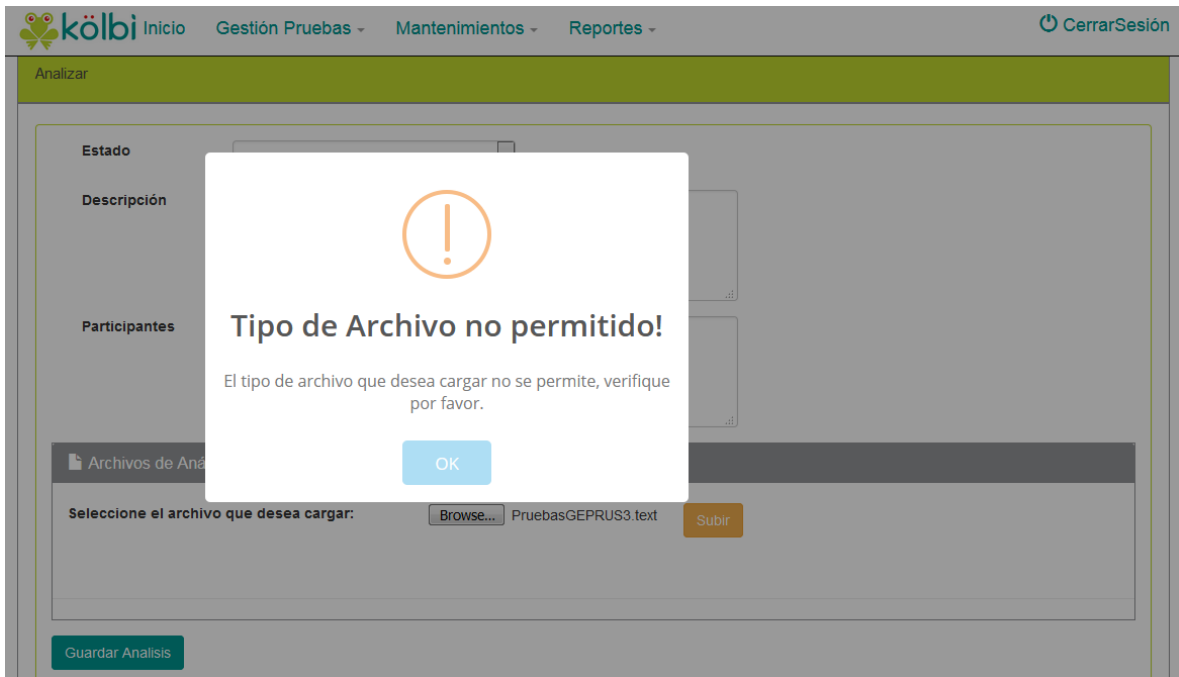 kölbi Inicio Gestión Pruebas Mantenimientos Reportes CerrarSesión
Analizar
Estado
Descripción
Participantes
Tipo de Archivo no permitido!
El tipo de archivo que desea cargar no se permite, verifique
por favor.
OK
Archivos de Aná
Seleccione el archivo que desea cargar: Browse... PruebasGEPRUS3.text Subir
Guardar Analisis